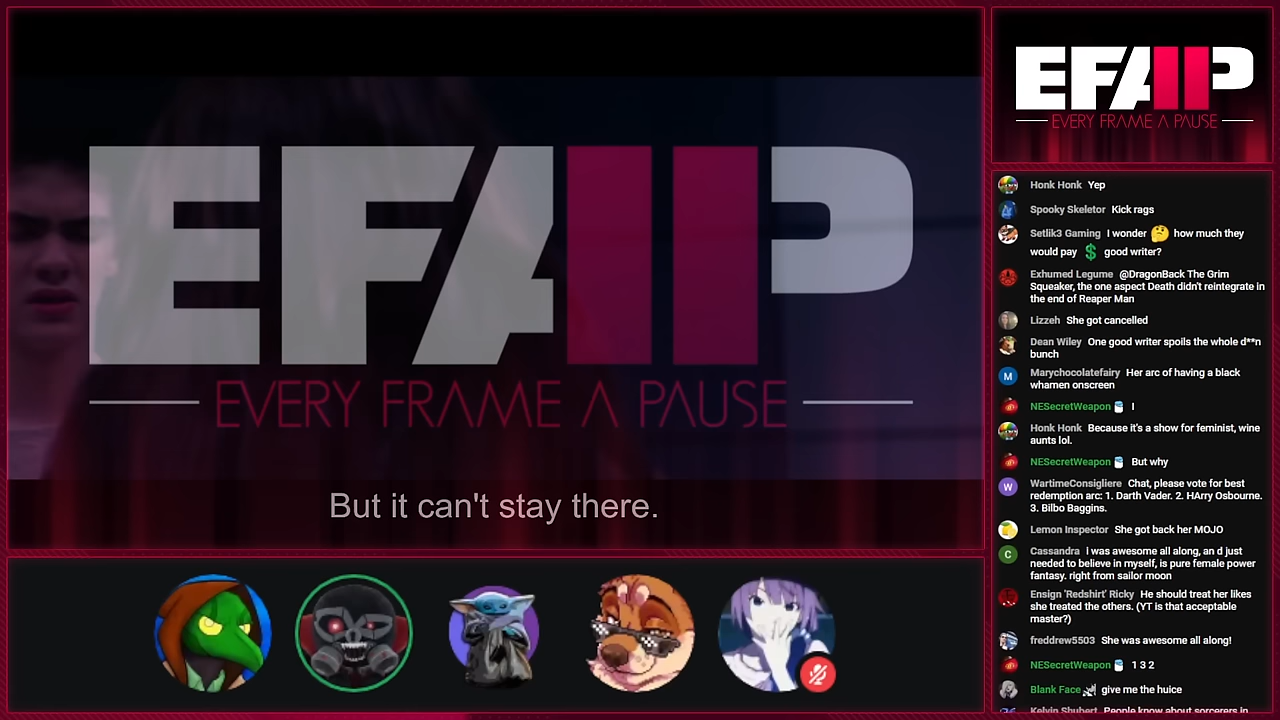 EFAP
EVERY FRAME A PAUSE
But it can't stay there.
EFAP
EVERY FRAME A PAUSE
Honk Honk Yep
Spooky Skeletor Kick rags
Setlik3 Gaming I wonder 🤔 how much they
would pay 💲 good writer?
Exhumed Legume @DragonBack The Grim
Squeaker, the one aspect Death didn't reintegrate in
the end of Reaper Man
Lizzeh She got cancelled
Dean Wiley One good writer spoils the whole d**n
bunch
M
Marychocolatefairy Her arc of having a black
whamen onscreen
NESecretWeapon I
Honk Honk Because it's a show for feminist, wine
aunts lol.
NESecretWeapon But why
W
WartimeConsigliere Chat, please vote for best
redemption arc: 1. Darth Vader. 2. HArry Osbourne.
3. Bilbo Baggins.
Lemon Inspector She got back her MOJO
C
Cassandra i was awesome all along, an d just
needed to believe in myself, is pure female power
fantasy. right from sailor moon
Ensign 'Redshirt' Ricky He should treat her likes
she treated the others. (YT is that acceptable
master?)
freddrew5503 She was awesome all along!
NESecretWeapon 1 3 2
Blank Face give me the huice
Kelvin Shubert People know about sorcerers in